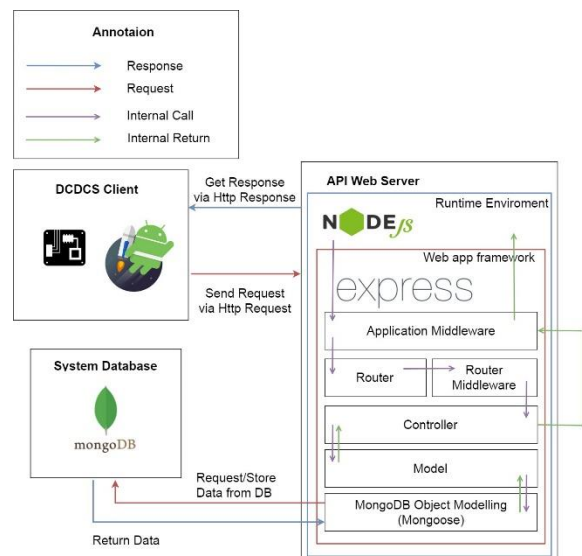 Annotaion
Response
Request
Internal Call
Internal Return
DCDCS Client
Get Response
via Http Response
Send Request
via Http Request
API Web Server
Runtime Enviroment
NODEjs
Web app framework
express
Application Middleware
Router
Router
Middleware
Controller
Model
MongoDB Object Modelling
(Mongoose)
System Database
mongoDB
Request/Store
Data from DB
Return Data